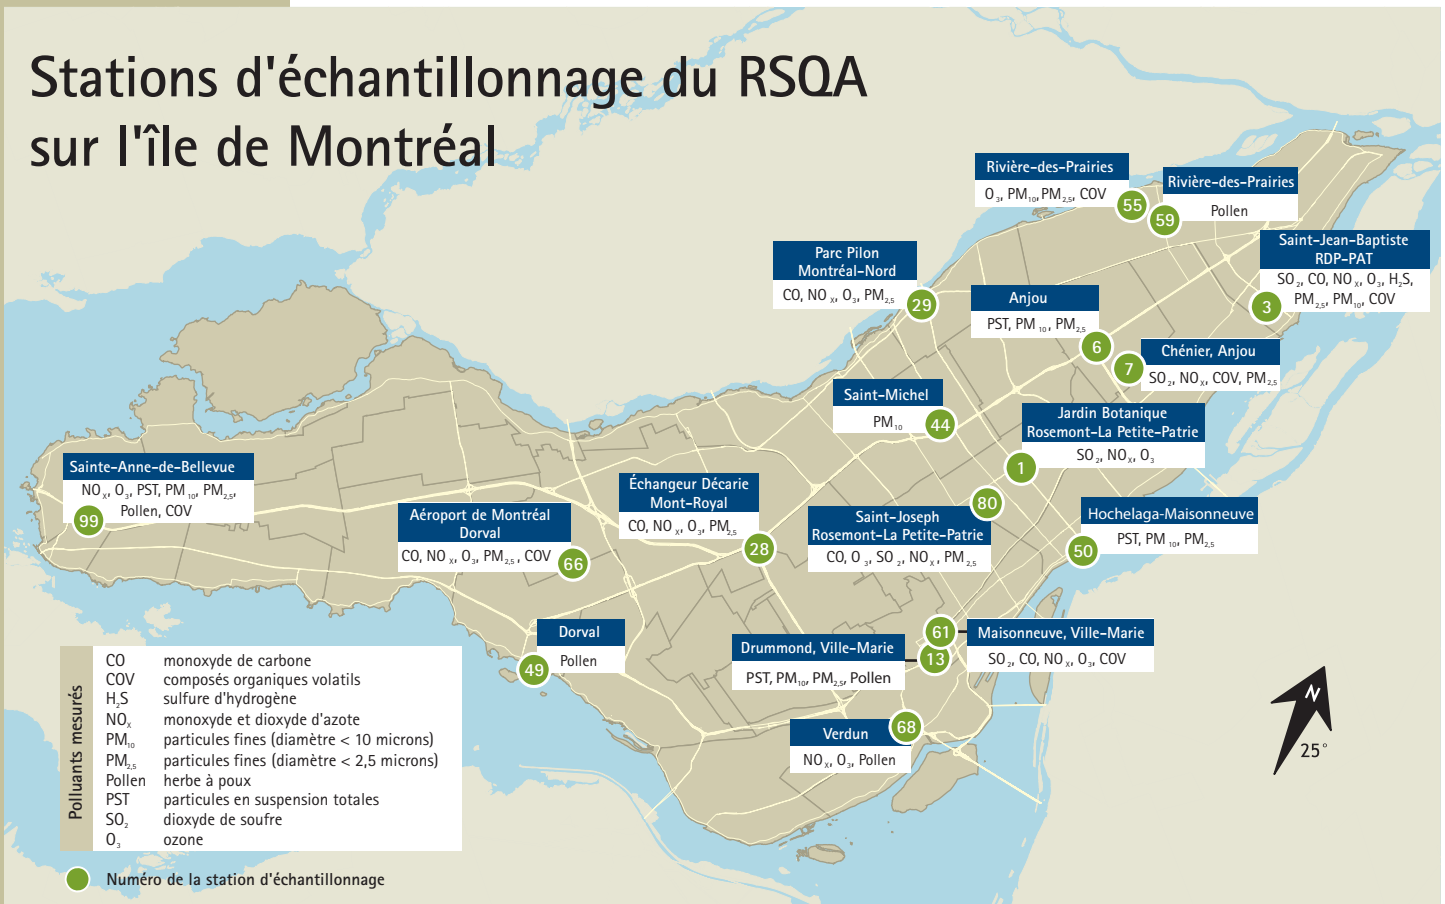 Stations d'échantillonnage du RSQA
sur l'île de Montréal
Rivière-des-Prairies
O₃, PM₁₀, PM₂,₅, COV
55
Rivière-des-Prairies
Pollen
59
Saint-Jean-Baptiste
RDP-PAT
SO₂, CO, NOₓ, O₃, H₂S,
PM₂,₅, PM₁₀, COV
3
Parc Pilon
Montréal-Nord
CO, NOₓ, O₃, PM₂,₅
29
Anjou
PST, PM₁₀, PM₂,₅
6
Chénier, Anjou
SO₂, NOₓ, COV, PM₂,₅
7
Saint-Michel
PM₁₀
44
Jardin Botanique
Rosemont-La Petite-Patrie
SO₂, NOₓ, O₃
1
Sainte-Anne-de-Bellevue
NOₓ, O₃, PST, PM₁₀, PM₂,₅,
Pollen, COV
99
Aéroport de Montréal
Dorval
CO, NOₓ, O₃, PM₂,₅, COV
66
Échangeur Décarie
Mont-Royal
CO, NOₓ, O₃, PM₂,₅
28
Saint-Joseph
Rosemont-La Petite-Patrie
CO, O₃, SO₂, NOₓ, PM₂,₅
80
Hochelaga-Maisonneuve
PST, PM₁₀, PM₂,₅
50
Dorval
Pollen
49
Drummond, Ville-Marie
PST, PM₁₀, PM₂,₅, Pollen
13
61
Maisonneuve, Ville-Marie
SO₂, CO, NOₓ, O₃, COV
Verdun
NOₓ, O₃, Pollen
68
Polluants mesurés
CO monoxyde de carbone
COV composés organiques volatils
H₂S sulfure d'hydrogène
NOₓ monoxyde et dioxyde d'azote
PM₁₀ particules fines (diamètre < 10 microns)
PM₂,₅ particules fines (diamètre < 2,5 microns)
Pollen herbe à poux
PST particules en suspension totales
SO₂ dioxyde de soufre
O₃ ozone
Numéro de la station d'échantillonnage
N
25°